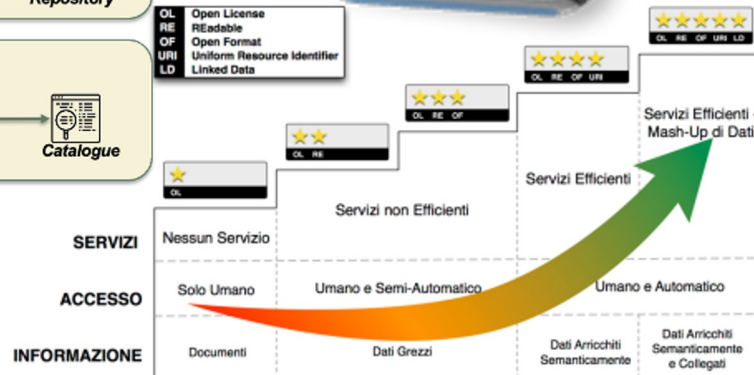 Repository
OL Open License
RE REadable
OF Open Format
URI Uniform Resource Identifier
LD Linked Data
Catalogue
OL
OL RE
OL RE OF
OL RE OF URI
OL RE OF URI LD
SERVIZI
Nessun Servizio
Servizi non Efficienti
Servizi Efficienti
Servizi Efficienti
Mash-Up di Dati
ACCESSO
Solo Umano
Umano e Semi-Automatico
Umano e Automatico
INFORMAZIONE
Documenti
Dati Grezzi
Dati Arricchiti
Semanticamente
Dati Arricchiti
Semanticamente
e Collegati